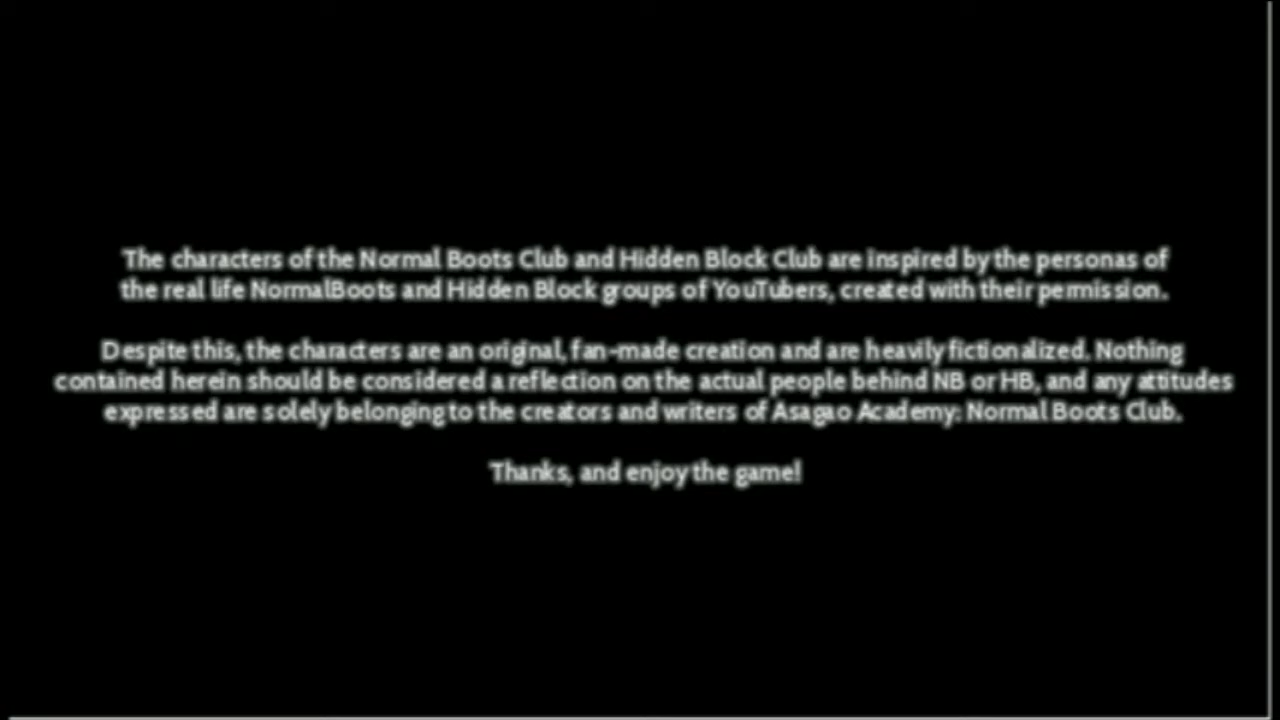 The characters of the Normal Boots Club and Hidden Block Club are inspired by the personas of
the real life NormalBoots and Hidden Block groups of YouTubers, created with their permission.
Despite this, the characters are an original, fan-made creation and are heavily fictionalized. Nothing
contained herein should be considered a reflection on the actual people behind NB or HB, and any attitudes
expressed are solely belonging to the creators and writers of Asagao Academy: Normal Boots Club.
Thanks, and enjoy the game!